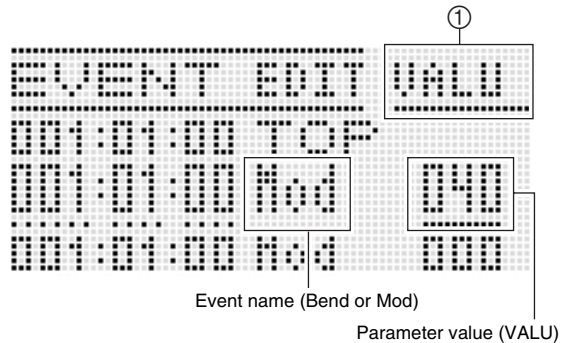 ①
EVENT EDIT VALU
001:01:00 TOP
001:01:00 Mod 040
001:01:00 Mod 000
Event name (Bend or Mod)
Parameter value (VALU)